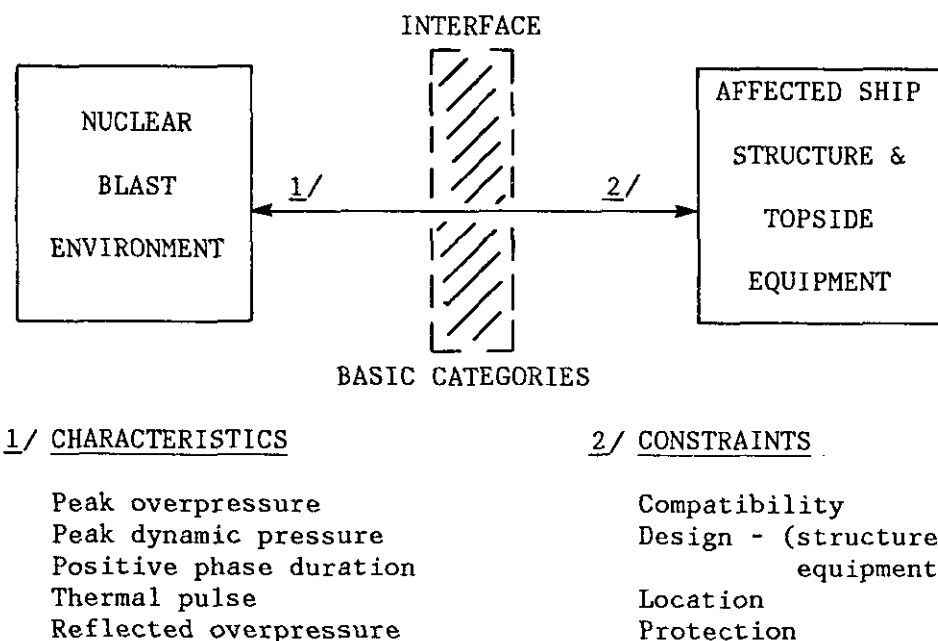 INTERFACE
NUCLEAR
BLAST
ENVIRONMENT
1/
2/
AFFECTED SHIP
STRUCTURE &
TOPSIDE
EQUIPMENT
BASIC CATEGORIES
1/ CHARACTERISTICS
Peak overpressure
Peak dynamic pressure
Positive phase duration
Thermal pulse
Reflected overpressure
2/ CONSTRAINTS
Compatibility
Design - (structure
equipment
Location
Protection